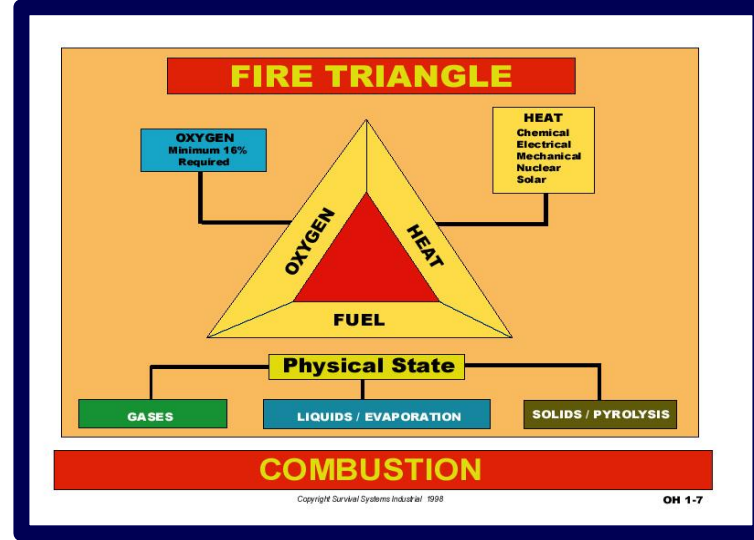 FIRE TRIANGLE
OXYGEN
Minimum 16%
Required
HEAT
Chemical
Electrical
Mechanical
Nuclear
Solar
OXYGEN
HEAT
FUEL
Physical State
GASES
LIQUIDS / EVAPORATION
SOLIDS / PYROLYSIS
COMBUSTION
Copyright Survival Systems Industrial 1998
OH 1-7